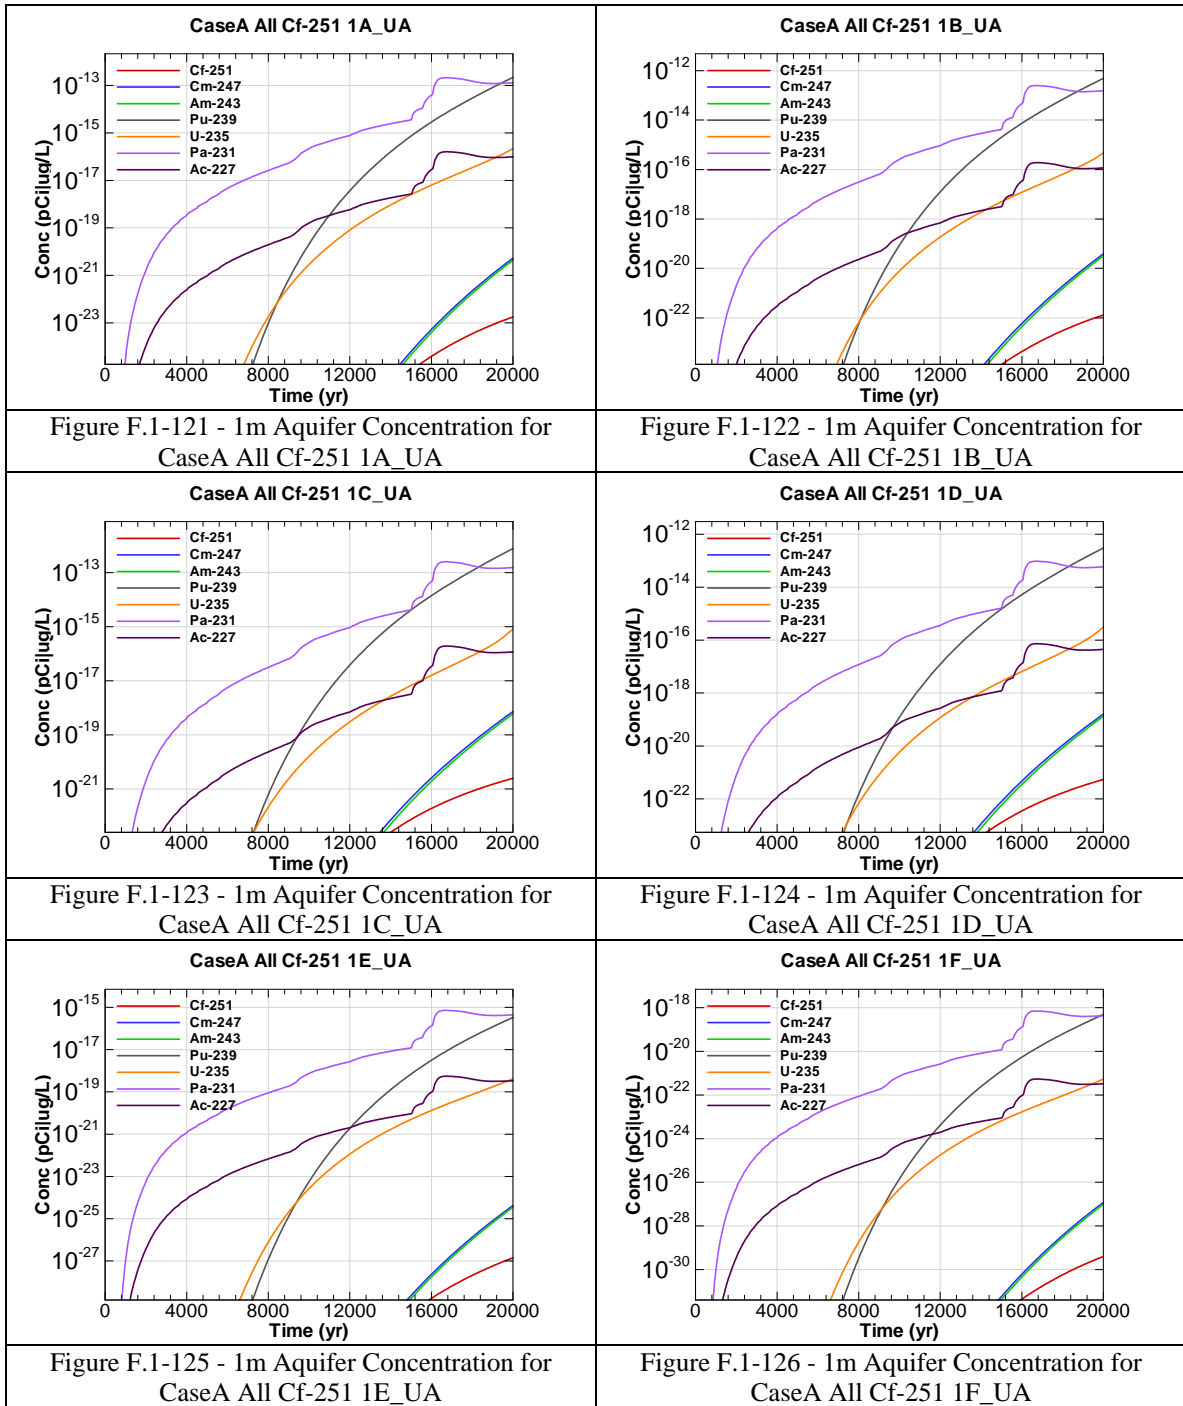 CaseA All Cf-251 1A_UA
Conc (pCi|ug/L)
10-13
10-15
10-17
10-19
10-21
10-23
Cf-251
Cm-247
Am-243
Pu-239
U-235
Pa-231
Ac-227
0 4000 8000 12000 16000 20000
Time (yr)
Figure F.1-121 - 1m Aquifer Concentration for
CaseA All Cf-251 1A_UA
CaseA All Cf-251 1B_UA
Conc (pCi|ug/L)
10-12
10-14
10-16
10-18
10-20
10-22
Cf-251
Cm-247
Am-243
Pu-239
U-235
Pa-231
Ac-227
0 4000 8000 12000 16000 20000
Time (yr)
Figure F.1-122 - 1m Aquifer Concentration for
CaseA All Cf-251 1B_UA
CaseA All Cf-251 1C_UA
Conc (pCi|ug/L)
10-13
10-15
10-17
10-19
10-21
Cf-251
Cm-247
Am-243
Pu-239
U-235
Pa-231
Ac-227
0 4000 8000 12000 16000 20000
Time (yr)
Figure F.1-123 - 1m Aquifer Concentration for
CaseA All Cf-251 1C_UA
CaseA All Cf-251 1D_UA
Conc (pCi|ug/L)
10-12
10-14
10-16
10-18
10-20
10-22
Cf-251
Cm-247
Am-243
Pu-239
U-235
Pa-231
Ac-227
0 4000 8000 12000 16000 20000
Time (yr)
Figure F.1-124 - 1m Aquifer Concentration for
CaseA All Cf-251 1D_UA
CaseA All Cf-251 1E_UA
Conc (pCi|ug/L)
10-15
10-17
10-19
10-21
10-23
10-25
10-27
Cf-251
Cm-247
Am-243
Pu-239
U-235
Pa-231
Ac-227
0 4000 8000 12000 16000 20000
Time (yr)
Figure F.1-125 - 1m Aquifer Concentration for
CaseA All Cf-251 1E_UA
CaseA All Cf-251 1F_UA
Conc (pCi|ug/L)
10-18
10-20
10-22
10-24
10-26
10-28
10-30
Cf-251
Cm-247
Am-243
Pu-239
U-235
Pa-231
Ac-227
0 4000 8000 12000 16000 20000
Time (yr)
Figure F.1-126 - 1m Aquifer Concentration for
CaseA All Cf-251 1F_UA